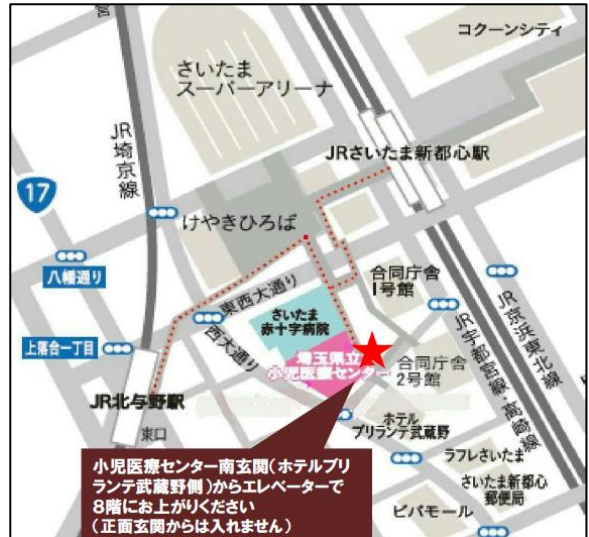 コクーンシティ
さいたま
スーパーアリーナ
JR埼京線
JRさいたま新都心駅
17
けやきひろば
八幡通り
東西大通り
合同庁舎
1号館
さいたま
赤十字病院
上落合一丁目
西大通り
埼玉県立
小児医療センター
合同庁舎
2号館
JR宇都宮線・高崎線
JR京浜東北線
JR北与野駅
東口
ホテル
ブリランテ武蔵野
ラフレさいたま
さいたま新都心
郵便局
ビバモール
小児医療センター南玄関(ホテルブリ
ランテ武蔵野側)からエレベーターで
8階にお上がりください
(正面玄関からは入れません)